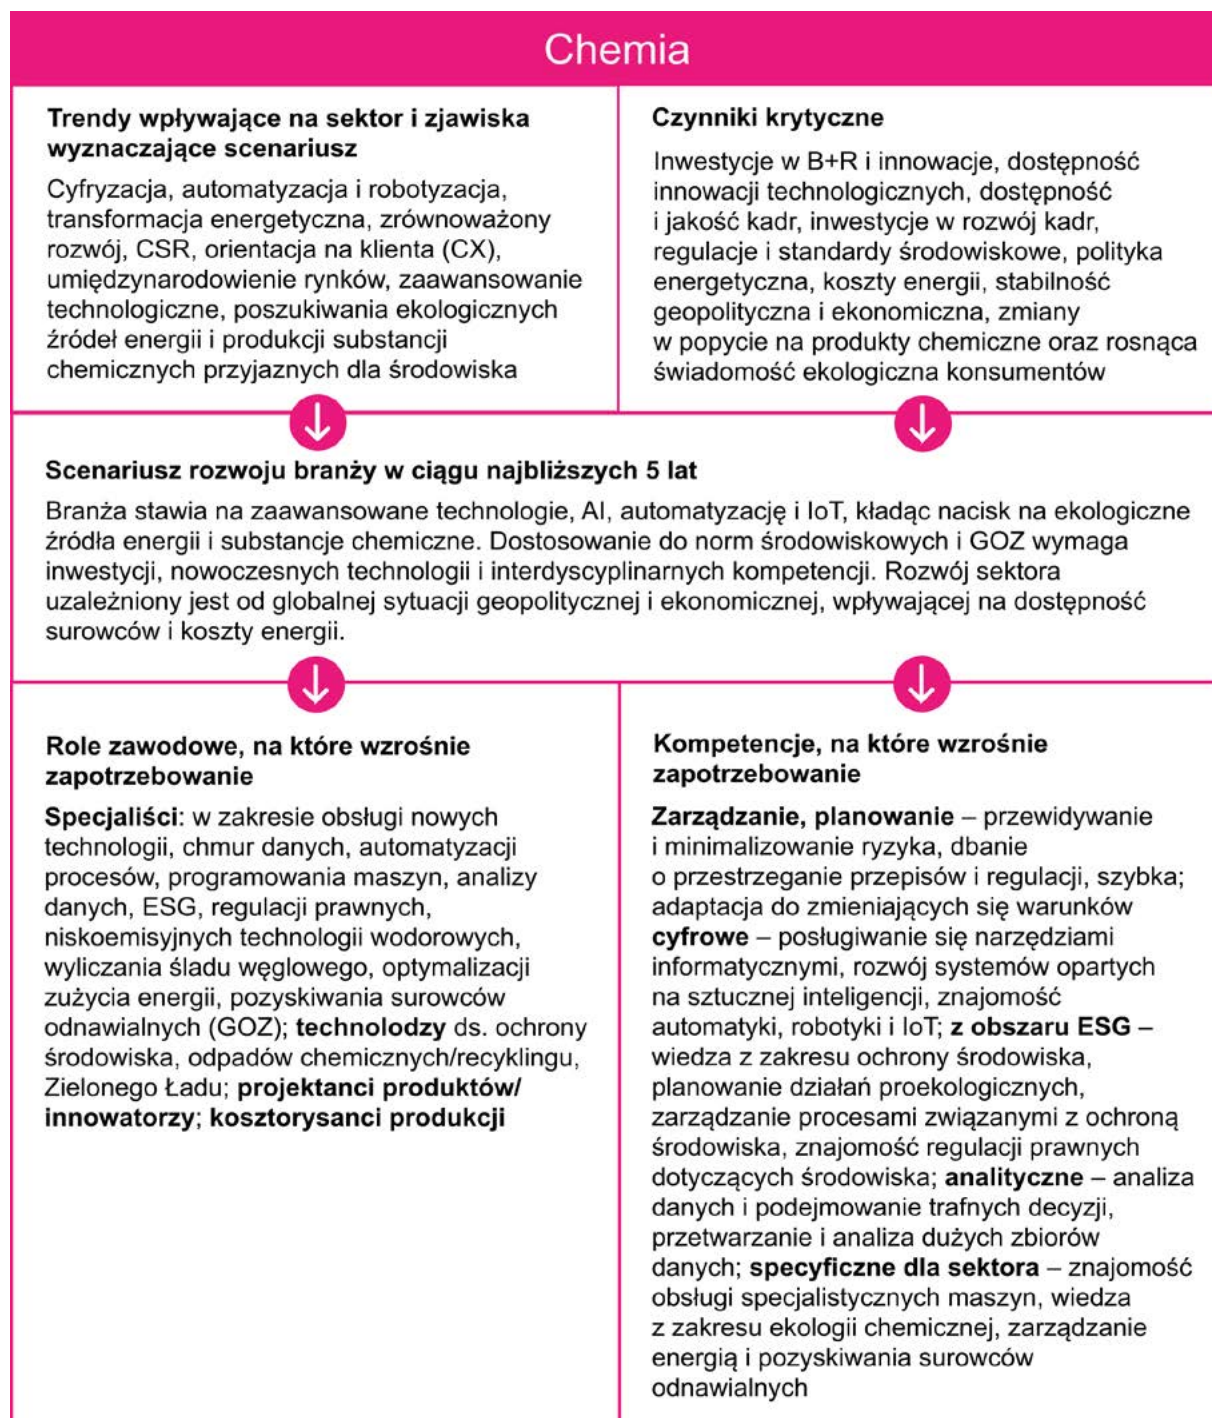 Chemia
Trendy wpływające na sektor i zjawiska
wyznaczające scenariusz
Cyfryzacja, automatyzacja i robotyzacja,
transformacja energetyczna, zrównoważony
rozwój, CSR, orientacja na klienta (CX),
umiędzynarodowienie rynków, zaawansowanie
technologiczne, poszukiwania ekologicznych
źródeł energii i produkcji substancji
chemicznych przyjaznych dla środowiska
Czynniki krytyczne
Inwestycje w B+R i innowacje, dostępność
innowacji technologicznych, dostępność
i jakość kadr, inwestycje w rozwój kadr,
regulacje i standardy środowiskowe, polityka
energetyczna, koszty energii, stabilność
geopolityczna i ekonomiczna, zmiany
w popycie na produkty chemiczne oraz rosnąca
świadomość ekologiczna konsumentów
Scenariusz rozwoju branży w ciągu najbliższych 5 lat
Branża stawia na zaawansowane technologie, AI, automatyzację i IoT, kładąc nacisk na ekologiczne
źródła energii i substancje chemiczne. Dostosowanie do norm środowiskowych i GOZ wymaga
inwestycji, nowoczesnych technologii i interdyscyplinarnych kompetencji. Rozwój sektora
uzależniony jest od globalnej sytuacji geopolitycznej i ekonomicznej, wpływającej na dostępność
surowców i koszty energii.
Role zawodowe, na które wzrośnie
zapotrzebowanie
Specjaliści: w zakresie obsługi nowych
technologii, chmur danych, automatyzacji
procesów, programowania maszyn, analizy
danych, ESG, regulacji prawnych,
niskoemisyjnych technologii wodorowych,
wyliczania śladu węglowego, optymalizacji
zużycia energii, pozyskiwania surowców
odnawialnych (GOZ); technolodzy ds. ochrony
środowiska, odpadów chemicznych/recyklingu,
Zielonego Ładu; projektanci produktów/
innowatorzy; kosztorysanci produkcji
Kompetencje, na które wzrośnie
zapotrzebowanie
Zarządzanie, planowanie – przewidywanie
i minimalizowanie ryzyka, dbanie
o przestrzeganie przepisów i regulacji, szybka;
adaptacja do zmieniających się warunków
cyfrowe – posługiwanie się narzędziami
informatycznymi, rozwój systemów opartych
na sztucznej inteligencji, znajomość
automatyki, robotyki i IoT; z obszaru ESG –
wiedza z zakresu ochrony środowiska,
planowanie działań proekologicznych,
zarządzanie procesami związanymi z ochroną
środowiska, znajomość regulacji prawnych
dotyczących środowiska; analityczne – analiza
danych i podejmowanie trafnych decyzji,
przetwarzanie i analiza dużych zbiorów
danych; specyficzne dla sektora – znajomość
obsługi specjalistycznych maszyn, wiedza
z zakresu ekologii chemicznej, zarządzanie
energią i pozyskiwania surowców
odnawialnych